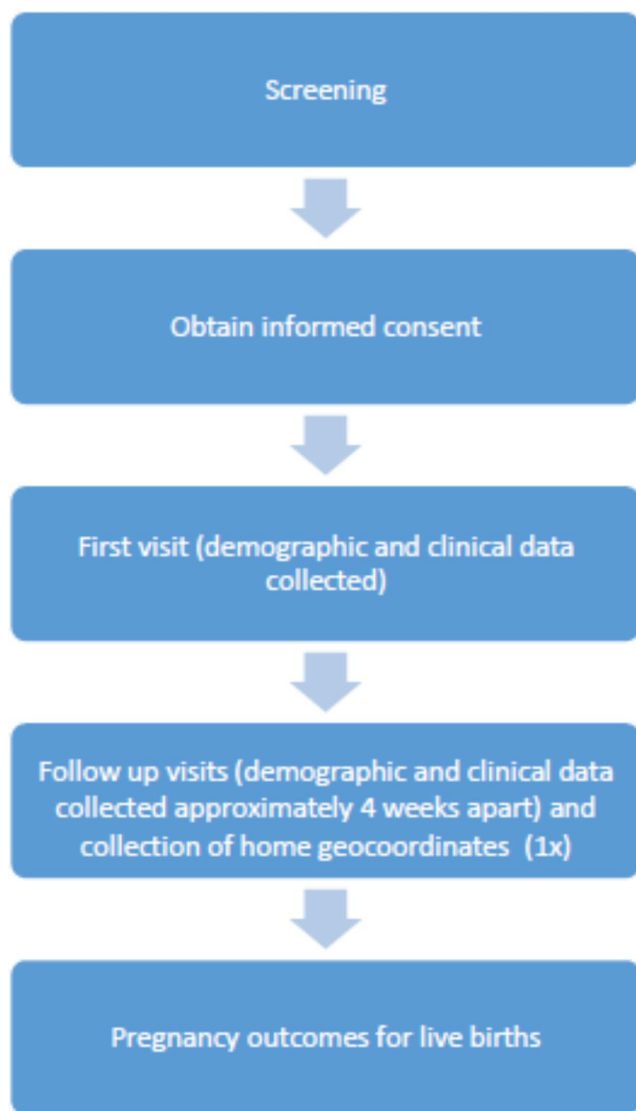 Screening
Obtain informed consent
First visit (demographic and clinical data
collected)
Follow up visits (demographic and clinical data
collected approximately 4 weeks apart) and
collection of home geocoordinates  (1x)
Pregnancy outcomes for live births